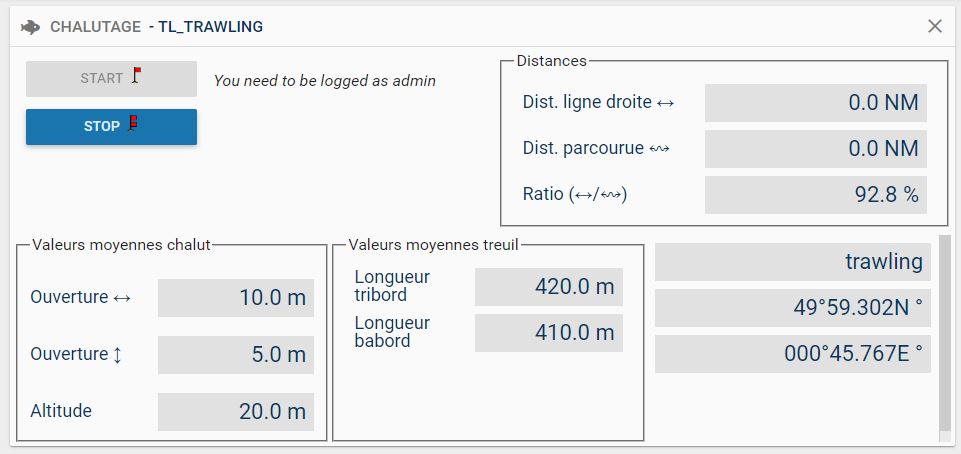 CHALUTAGE - TL_TRAWLING
START
You need to be logged as admin
STOP
Distances
Dist. ligne droite ↔ 0.0 NM
Dist. parcourue ↭ 0.0 NM
Ratio (↔/↭) 92.8 %
Valeurs moyennes chalut
Ouverture ↔ 10.0 m
Ouverture ↕ 5.0 m
Altitude 20.0 m
Valeurs moyennes treuil
Longueur
tribord
420.0 m
Longueur
babord
410.0 m
trawling
49°59.302N °
000°45.767E °